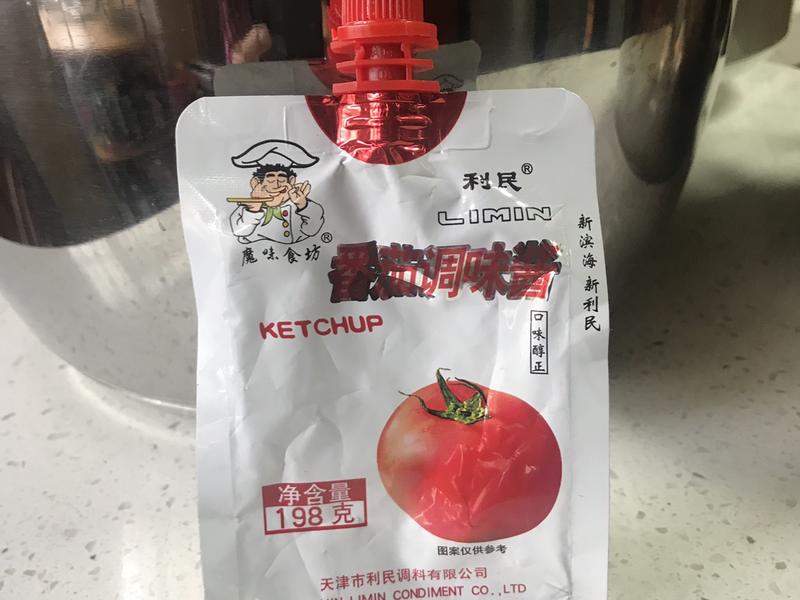 利民®
LIMIN
魔味食坊®
番茄调味酱
KETCHUP
口味醇正
新滨海 新利民
净含量
198克
图案仅供参考
天津市利民调料有限公司
LIMIN CONDIMENT CO.,LTD